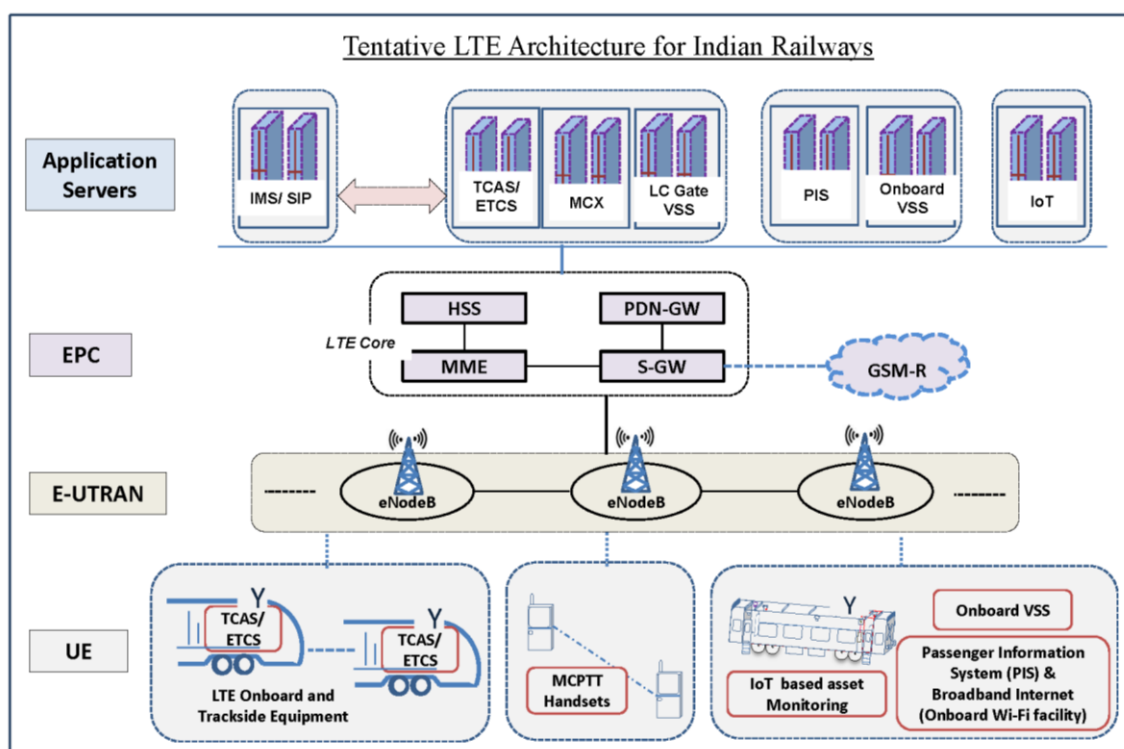 Tentative LTE Architecture for Indian Railways
Application
Servers
IMS/ SIP
TCAS/
ETCS
MCX
LC Gate
VSS
PIS
Onboard
VSS
IoT
EPC
LTE Core
HSS
PDN-GW
MME
S-GW
GSM-R
E-UTRAN
eNodeB
eNodeB
eNodeB
UE
TCAS/
ETCS
TCAS/
ETCS
LTE Onboard and
Trackside Equipment
MCPTT
Handsets
IoT based asset
Monitoring
Onboard VSS
Passenger Information
System (PIS) &
Broadband Internet
(Onboard Wi-Fi facility)